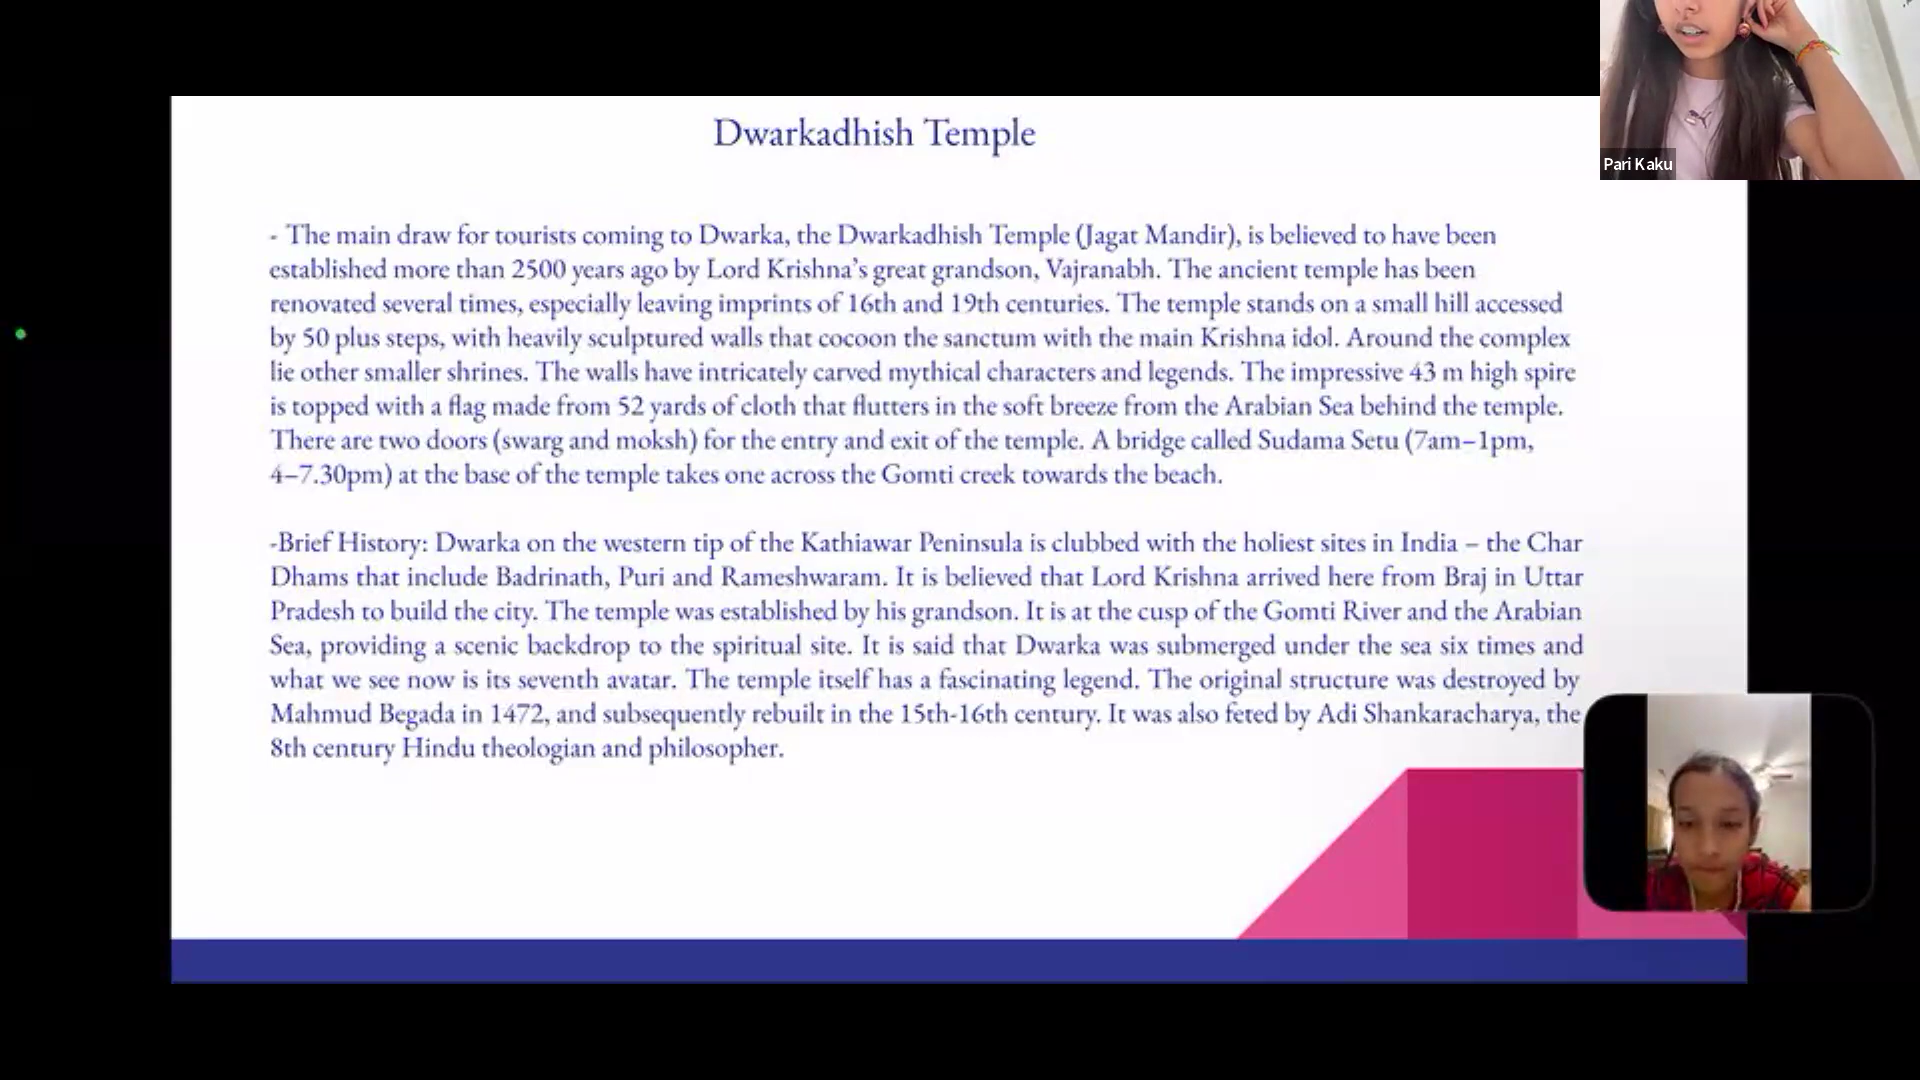 Dwarkadhish Temple
Pari Kaku
- The main draw for tourists coming to Dwarka, the Dwarkadhish Temple (Jagat Mandir), is believed to have been
established more than 2500 years ago by Lord Krishna’s great grandson, Vajranabh. The ancient temple has been
renovated several times, especially leaving imprints of 16th and 19th centuries. The temple stands on a small hill accessed
by 50 plus steps, with heavily sculptured walls that cocoon the sanctum with the main Krishna idol. Around the complex
lie other smaller shrines. The walls have intricately carved mythical characters and legends. The impressive 43 m high spire
is topped with a flag made from 52 yards of cloth that flutters in the soft breeze from the Arabian Sea behind the temple.
There are two doors (swarg and moksh) for the entry and exit of the temple. A bridge called Sudama Setu (7am–1pm,
4–7.30pm) at the base of the temple takes one across the Gomti creek towards the beach.
-Brief History: Dwarka on the western tip of the Kathiawar Peninsula is clubbed with the holiest sites in India – the Char
Dhams that include Badrinath, Puri and Rameshwaram. It is believed that Lord Krishna arrived here from Braj in Uttar
Pradesh to build the city. The temple was established by his grandson. It is at the cusp of the Gomti River and the Arabian
Sea, providing a scenic backdrop to the spiritual site. It is said that Dwarka was submerged under the sea six times and
what we see now is its seventh avatar. The temple itself has a fascinating legend. The original structure was destroyed by
Mahmud Begada in 1472, and subsequently rebuilt in the 15th-16th century. It was also feted by Adi Shankaracharya, the
8th century Hindu theologian and philosopher.